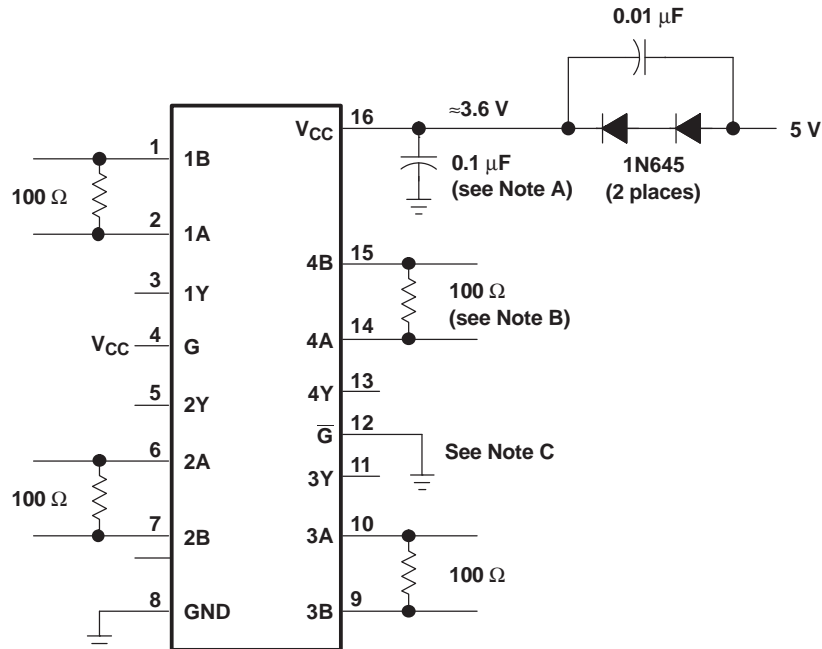 0.01 µF
≈3.6 V
5 V
16
VCC
1N645
(2 places)
0.1 µF
(see Note A)
1
1B
100 Ω
2
1A
15
4B
100 Ω
(see Note B)
3
1Y
14
4A
VCC
4
G
13
4Y
5
2Y
12
G
See Note C
6
2A
11
3Y
100 Ω
7
2B
10
3A
100 Ω
8
GND
9
3B